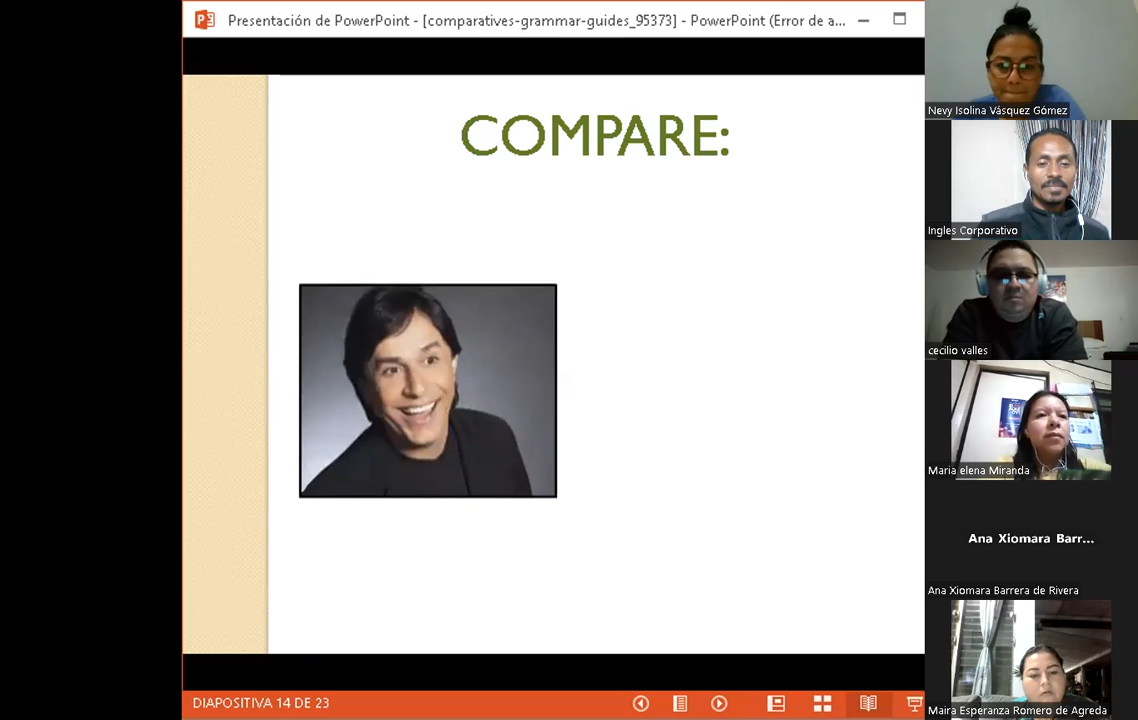 Presentación de PowerPoint - [comparatives-grammar-guides_95373] - PowerPoint (Error de a...
COMPARE:
DIAPOSITIVA 14 DE 23
Nevy Isolina Vásquez Gómez
Ingles Corporativo
cecilio valles
Maria elena Miranda
Ana Xiomara Barr...
Ana Xiomara Barrera de Rivera
Maira Esperanza Romero de Agreda